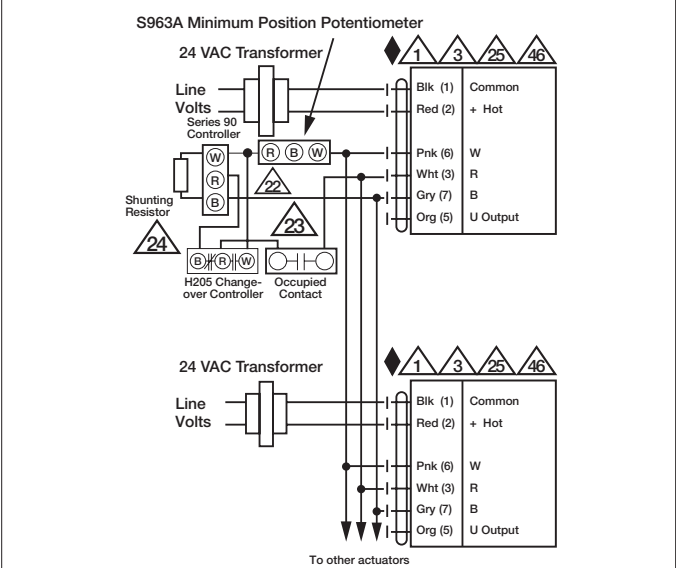 S963A Minimum Position Potentiometer
24 VAC Transformer
1 3 25 46
Line
Volts
Blk (1) Common
Red (2) + Hot
Series 90
Controller
W
R
B
R B W
Pnk (6) W
Wht (3) R
Gry (7) B
Org (5) U Output
22
Shunting
Resistor
23
24
B R W
H205 Change-
over Controller
Occupied
Contact
24 VAC Transformer
1 3 25 46
Line
Volts
Blk (1) Common
Red (2) + Hot
Pnk (6) W
Wht (3) R
Gry (7) B
Org (5) U Output
To other actuators